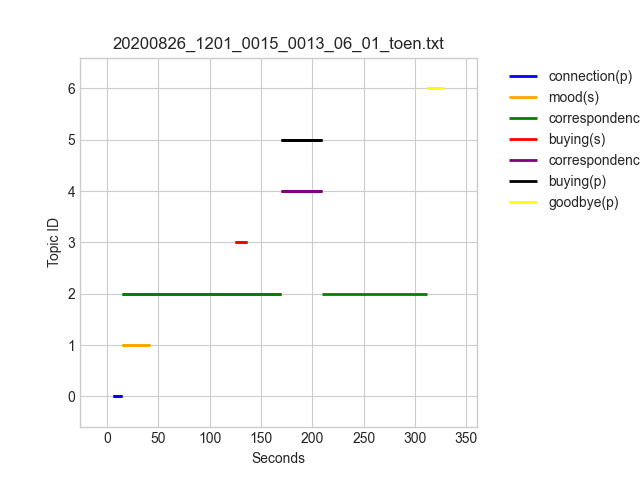 20200826_1201_0015_0013_06_01_toen.txt
connection(p)
mood(s)
correspondenc
buying(s)
correspondenc
buying(p)
goodbye(p)
Topic ID
6
5
4
3
2
1
0
0 50 100 150 200 250 300 350
Seconds